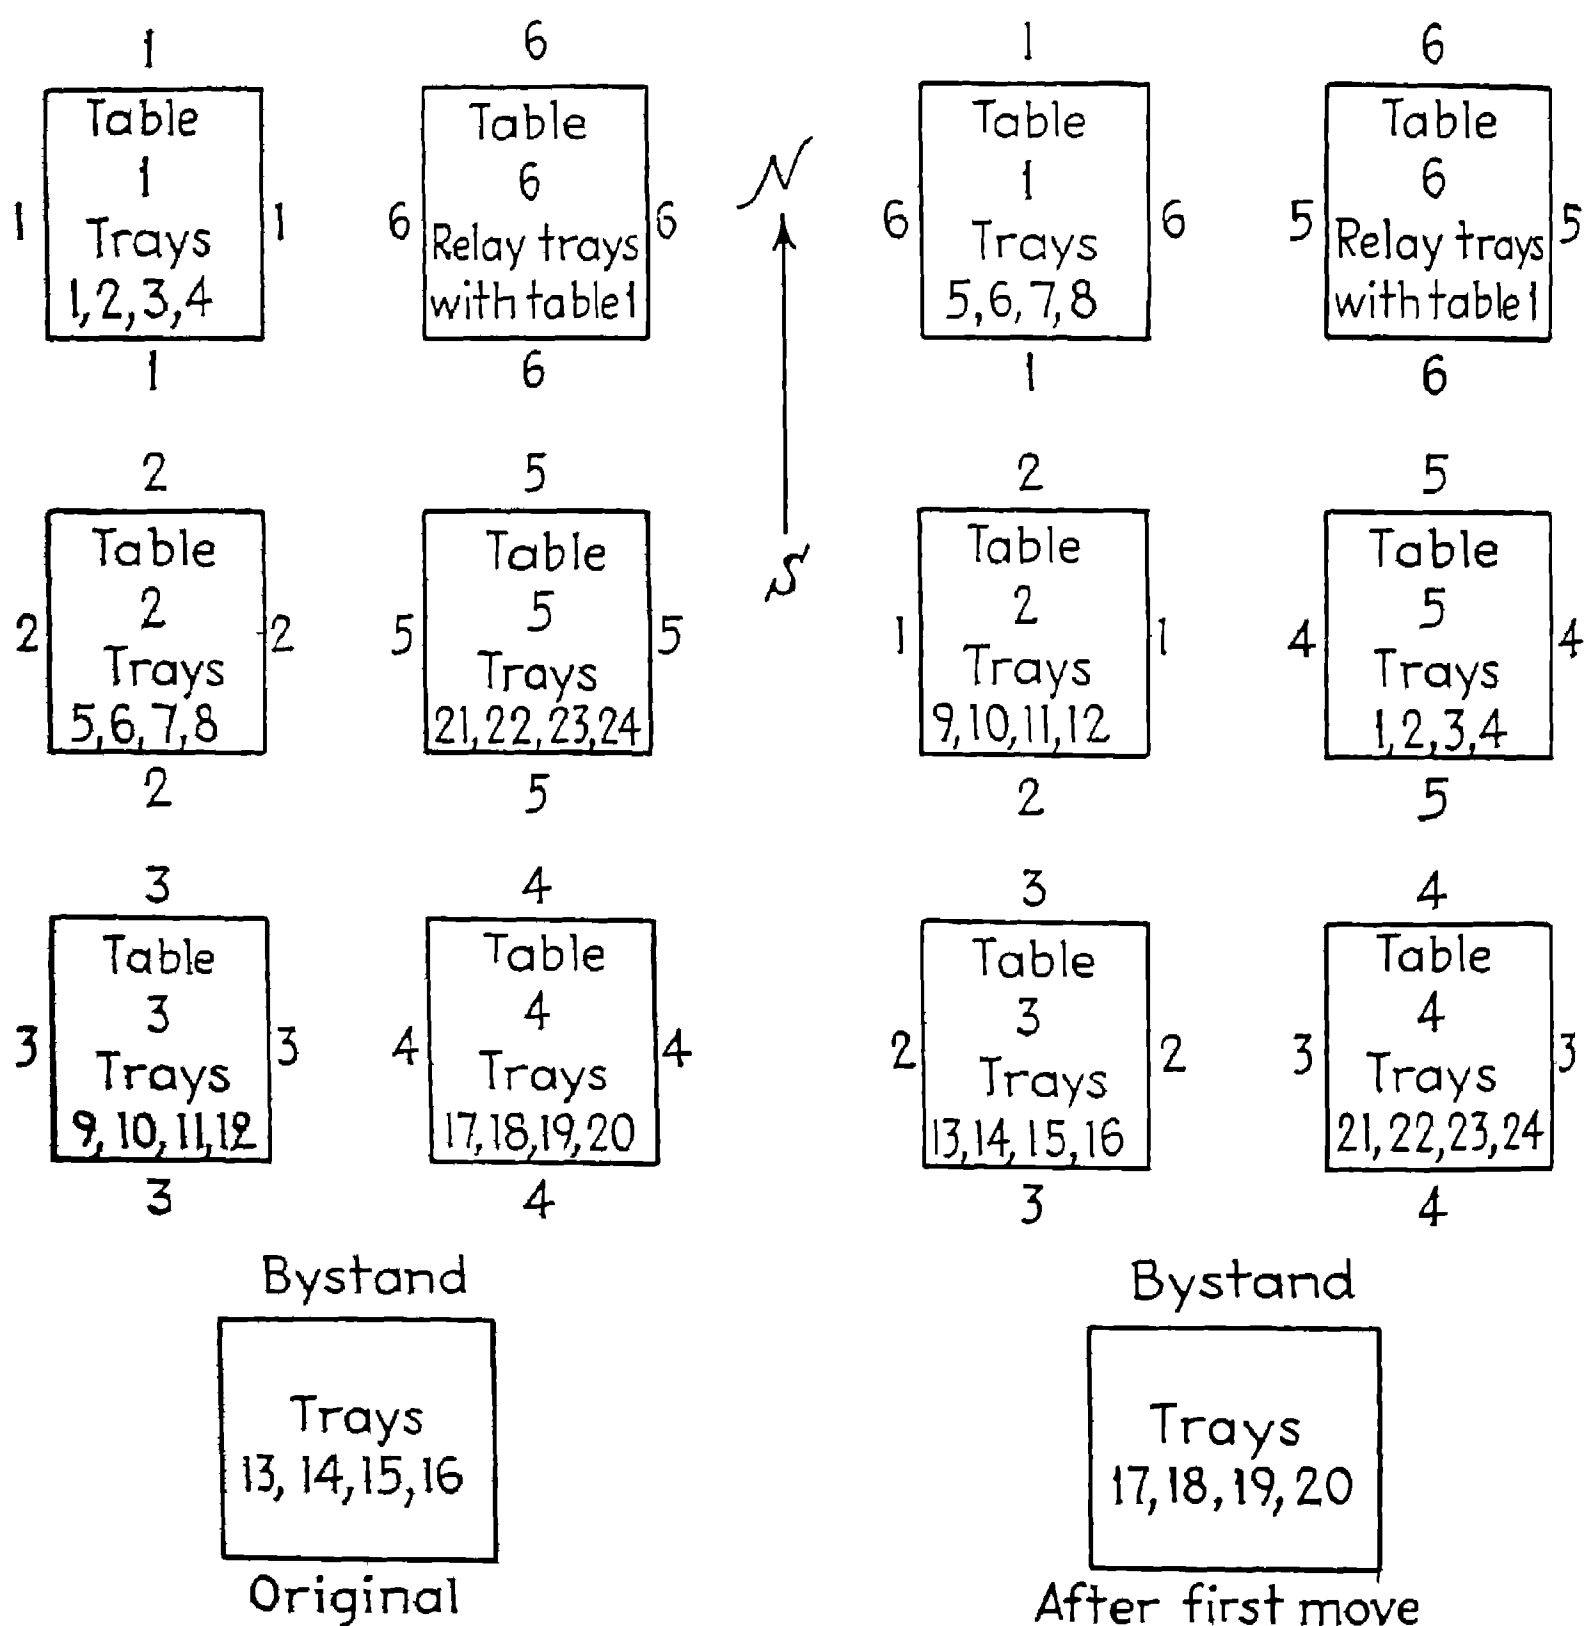 1
Table
1
Trays
1,2,3,4
1
1
1
6
Table
6
Relay trays
with table 1
6
6
6
2
Table
2
Trays
5,6,7,8
2
2
2
5
Table
5
Trays
21,22,23,24
5
5
5
3
Table
3
Trays
9,10,11,12
3
3
3
4
Table
4
Trays
17,18,19,20
4
4
4
Bystand
Trays
13,14,15,16
Original
N
S
1
Table
1
Trays
5,6,7,8
6
6
1
6
Table
6
Relay trays
with table 1
5
5
6
2
Table
2
Trays
9,10,11,12
1
1
2
5
Table
5
Trays
1,2,3,4
4
4
5
3
Table
3
Trays
13,14,15,16
2
2
3
4
Table
4
Trays
21,22,23,24
3
3
4
Bystand
Trays
17,18,19,20
After first move